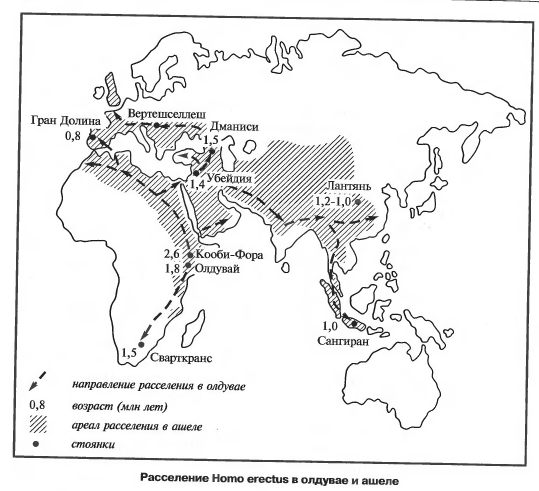 Вертешселлеш
Гран Долина
0,8
Дманиси
1,5
1,4
Убейдия
Лантянь
1,2-1,0
2,6
Кооби-Фора
1,8
Олдувай
1,0
Сангиран
1,5
Сварткранс
направление расселения в олдувае
0,8 возраст (млн лет)
ареал расселения в ашеле
стоянки
Расселение Homo erectus в олдувае и ашеле